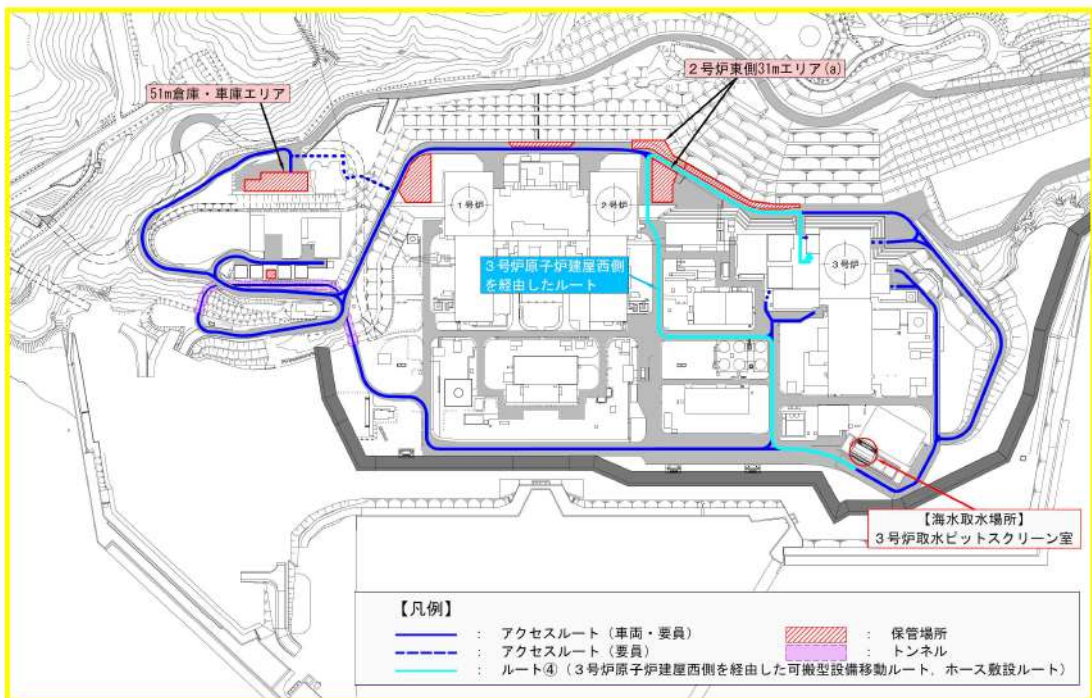 ２号炉東側31mエリア(a)
51m倉庫・車庫エリア
１号炉
２号炉
３号炉
３号炉原子炉建屋西側
を経由したルート
【海水取水場所】
３号炉取水ピットスクリーン室
【凡例】
： アクセスルート（車両・要員）
： アクセスルート（要員）
： ルート④（３号炉原子炉建屋西側を経由した可搬型設備移動ルート，ホース敷設ルート）
： 保管場所
： トンネル